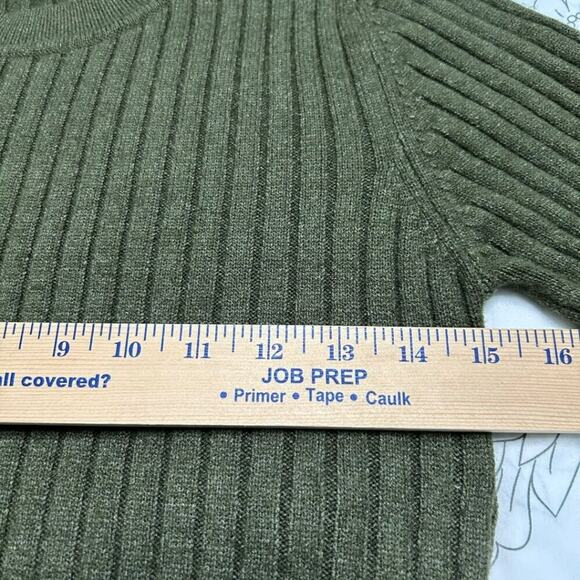 9 10 11 12 13 14 15 16
all covered?
JOB PREP
• Primer • Tape • Caulk